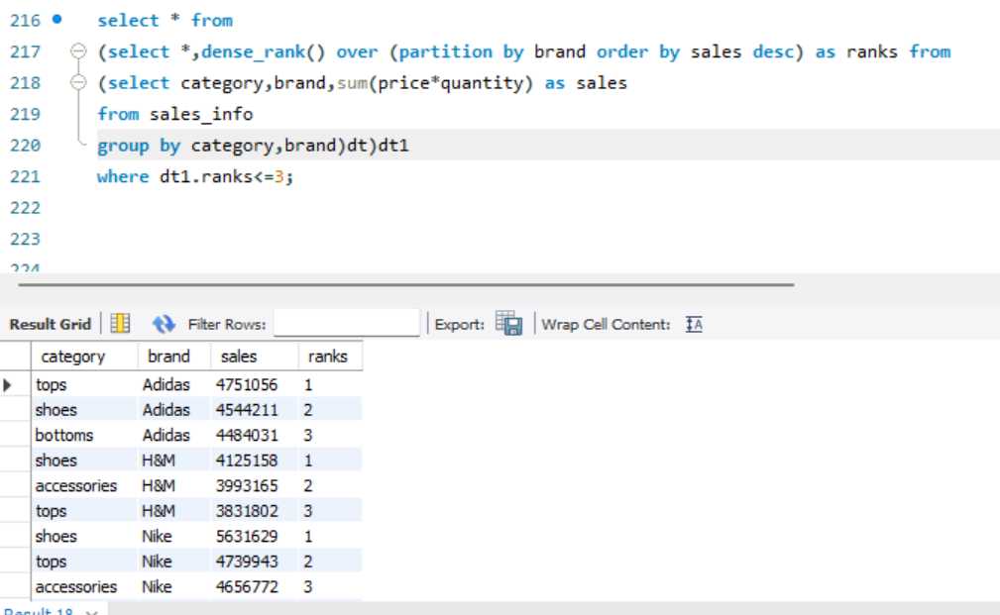 216 select * from
217 (select *,dense_rank() over (partition by brand order by sales desc) as ranks from
218 (select category,brand,sum(price*quantity) as sales
219 from sales_info
220 group by category,brand)dt)dt1
221 where dt1.ranks<=3;
222
223
224
Result Grid Filter Rows: Export: Wrap Cell Content: IA
category brand sales ranks
tops Adidas 4751056 1
shoes Adidas 4544211 2
bottoms Adidas 4484031 3
shoes H&M 4125158 1
accessories H&M 3993165 2
tops H&M 3831802 3
shoes Nike 5631629 1
tops Nike 4739943 2
accessories Nike 4656772 3
Result 18